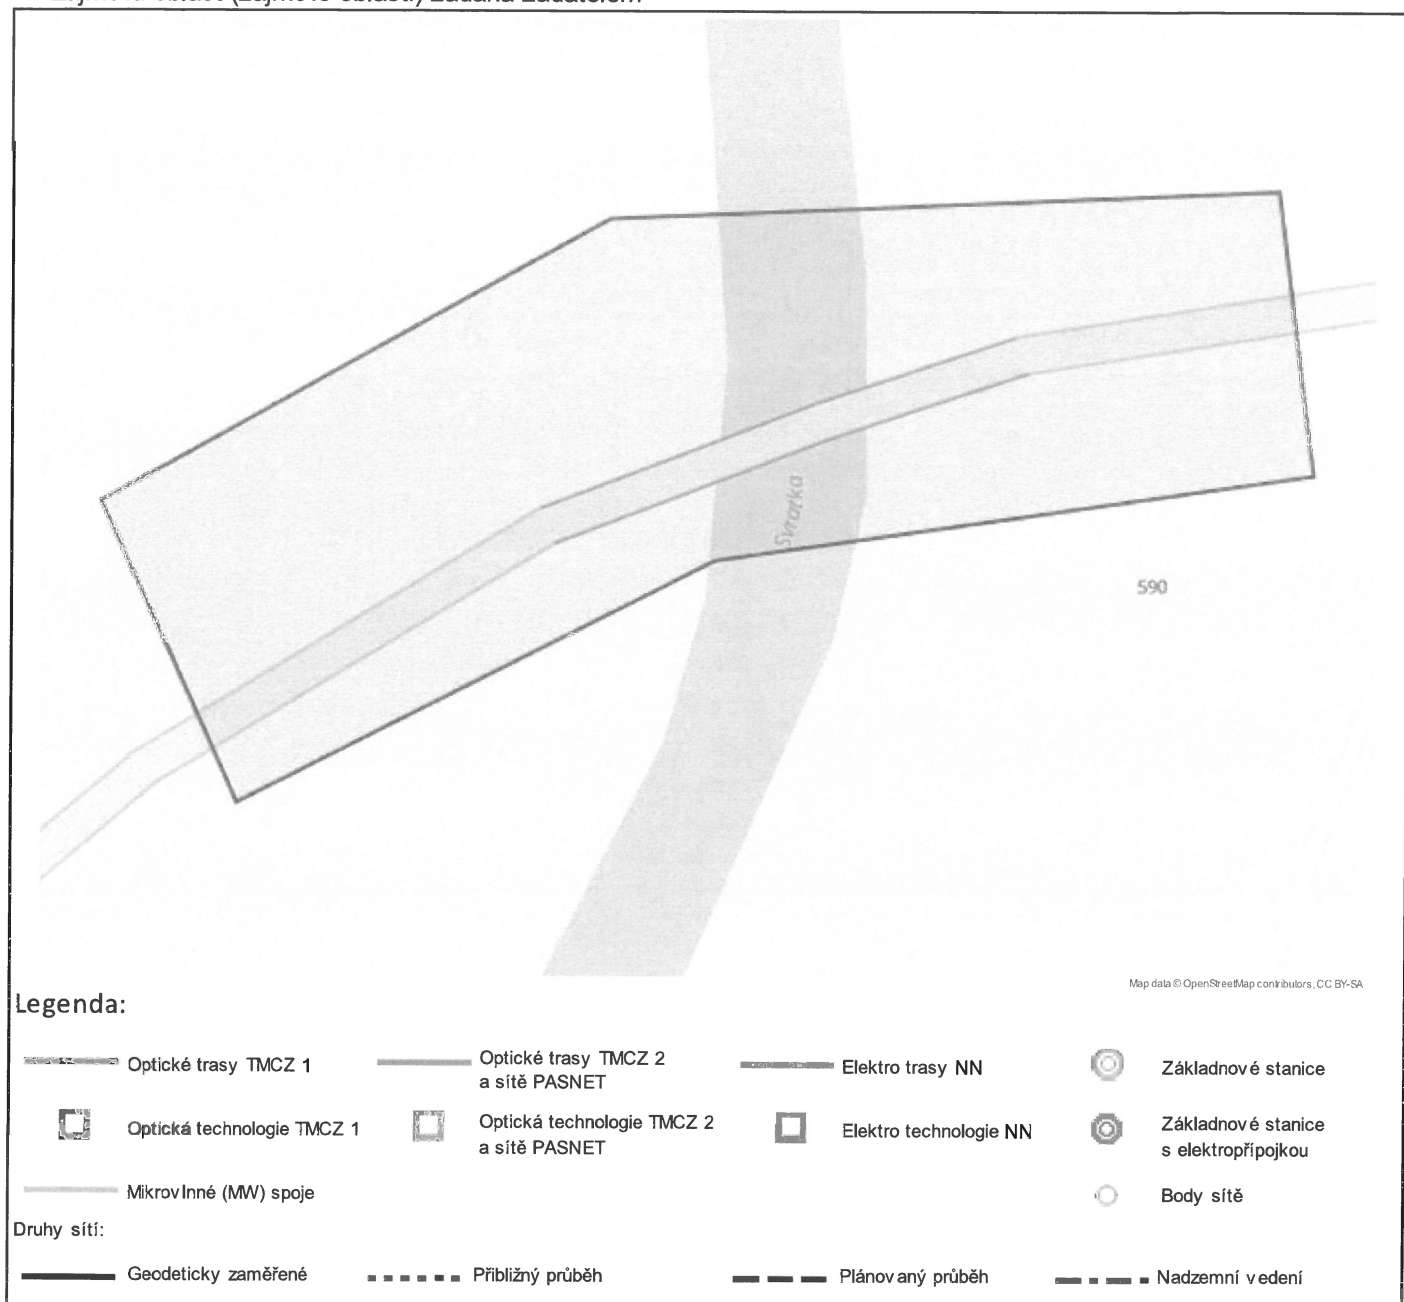 Svratka
590
Map data © OpenStreetMap contributors, CC BY-SA
Legenda:
Optické trasy TMCZ 1
Optické trasy TMCZ 2
a sítě PASNET
Elektro trasy NN
Základnové stanice
Optická technologie TMCZ 1
Optická technologie TMCZ 2
a sítě PASNET
Elektro technologie NN
Základnové stanice
s elektropřípojkou
Mikrovlnné (MW) spoje
Body sítě
Druhy sítí:
Geodeticky zaměřené
Přibližný průběh
Plánovaný průběh
Nadzemní vedení